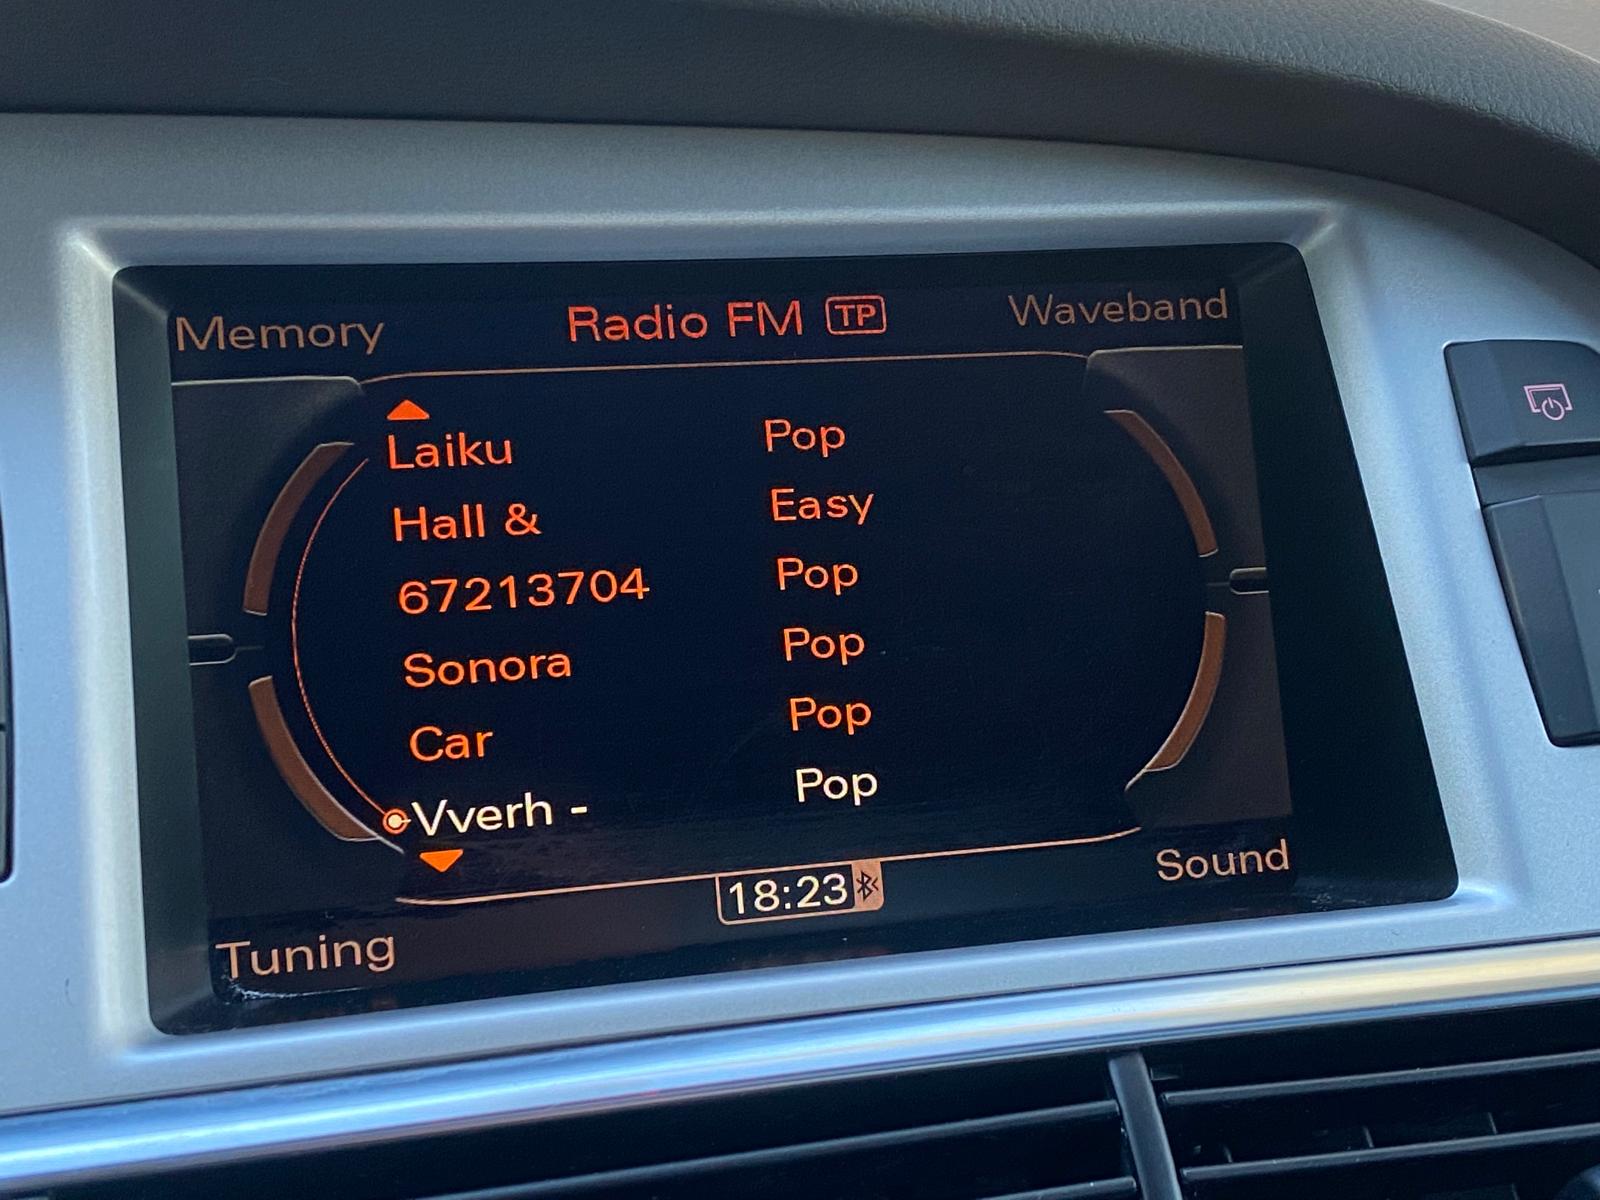 Memory Radio FM TP Waveband
Laiku Pop
Hall & Easy
67213704 Pop
Sonora Pop
Car Pop
Vverh - Pop
18:23
Sound
Tuning